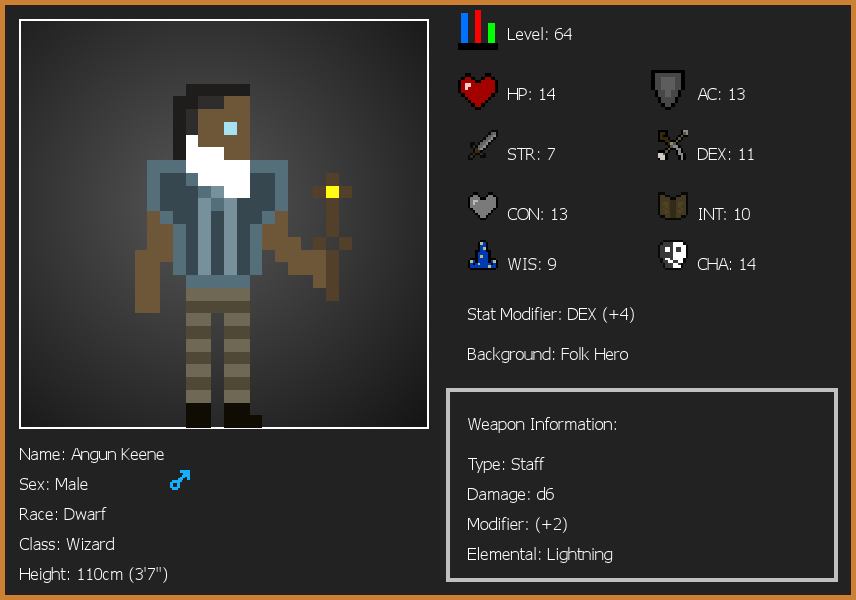 Level: 64
HP: 14
AC: 13
STR: 7
DEX: 11
CON: 13
INT: 10
WIS: 9
CHA: 14
Stat Modifier: DEX (+4)
Background: Folk Hero
Weapon Information:
Type: Staff
Damage: d6
Modifier: (+2)
Elemental: Lightning
Name: Angun Keene
Sex: Male
Race: Dwarf
Class: Wizard
Height: 110cm (3'7")